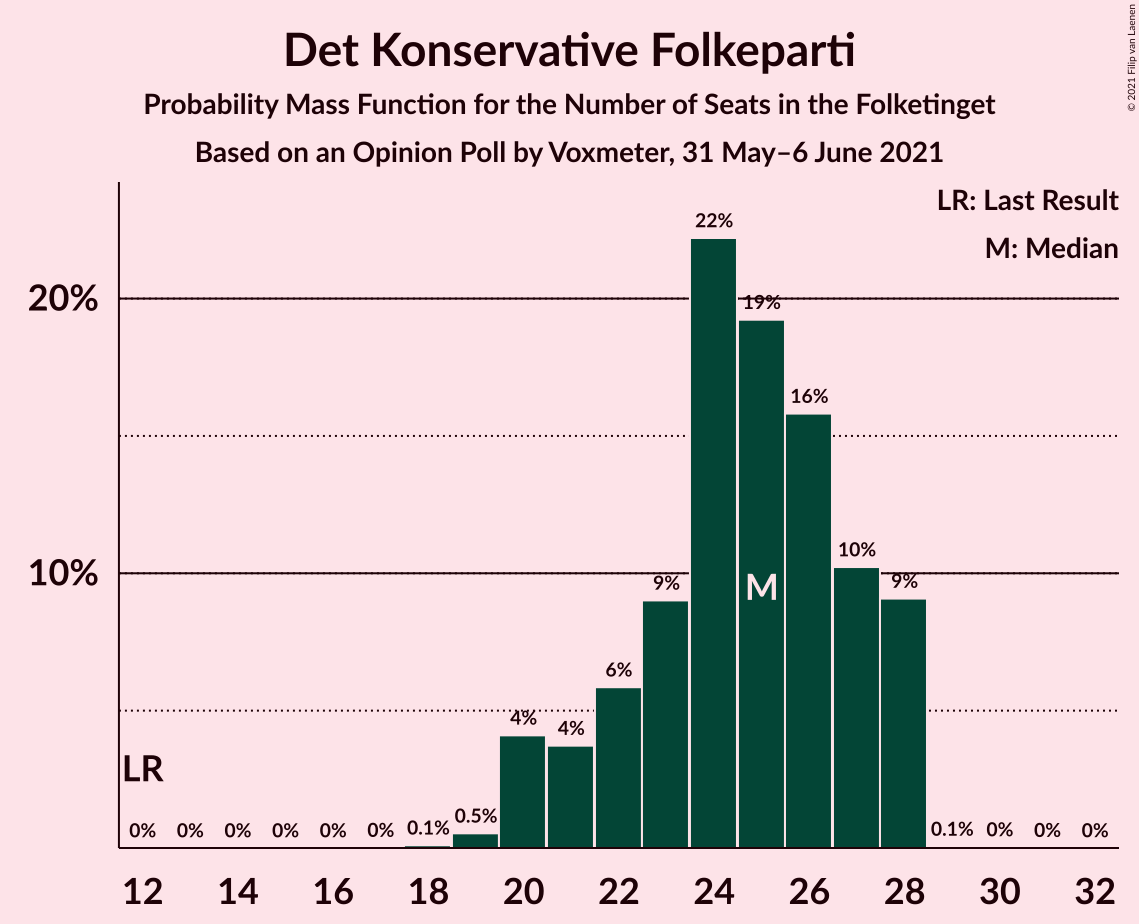 Det Konservative Folkeparti
Probability Mass Function for the Number of Seats in the Folketinget
Based on an Opinion Poll by Voxmeter, 31 May–6 June 2021
© 2021 Filip van Laenen
LR: Last Result
M: Median
20%
10%
LR
M
0% 0% 0% 0% 0% 0% 0.1% 0.5% 4% 4% 6% 9% 22% 19% 16% 10% 9% 0.1% 0% 0% 0%
12 14 16 18 20 22 24 26 28 30 32